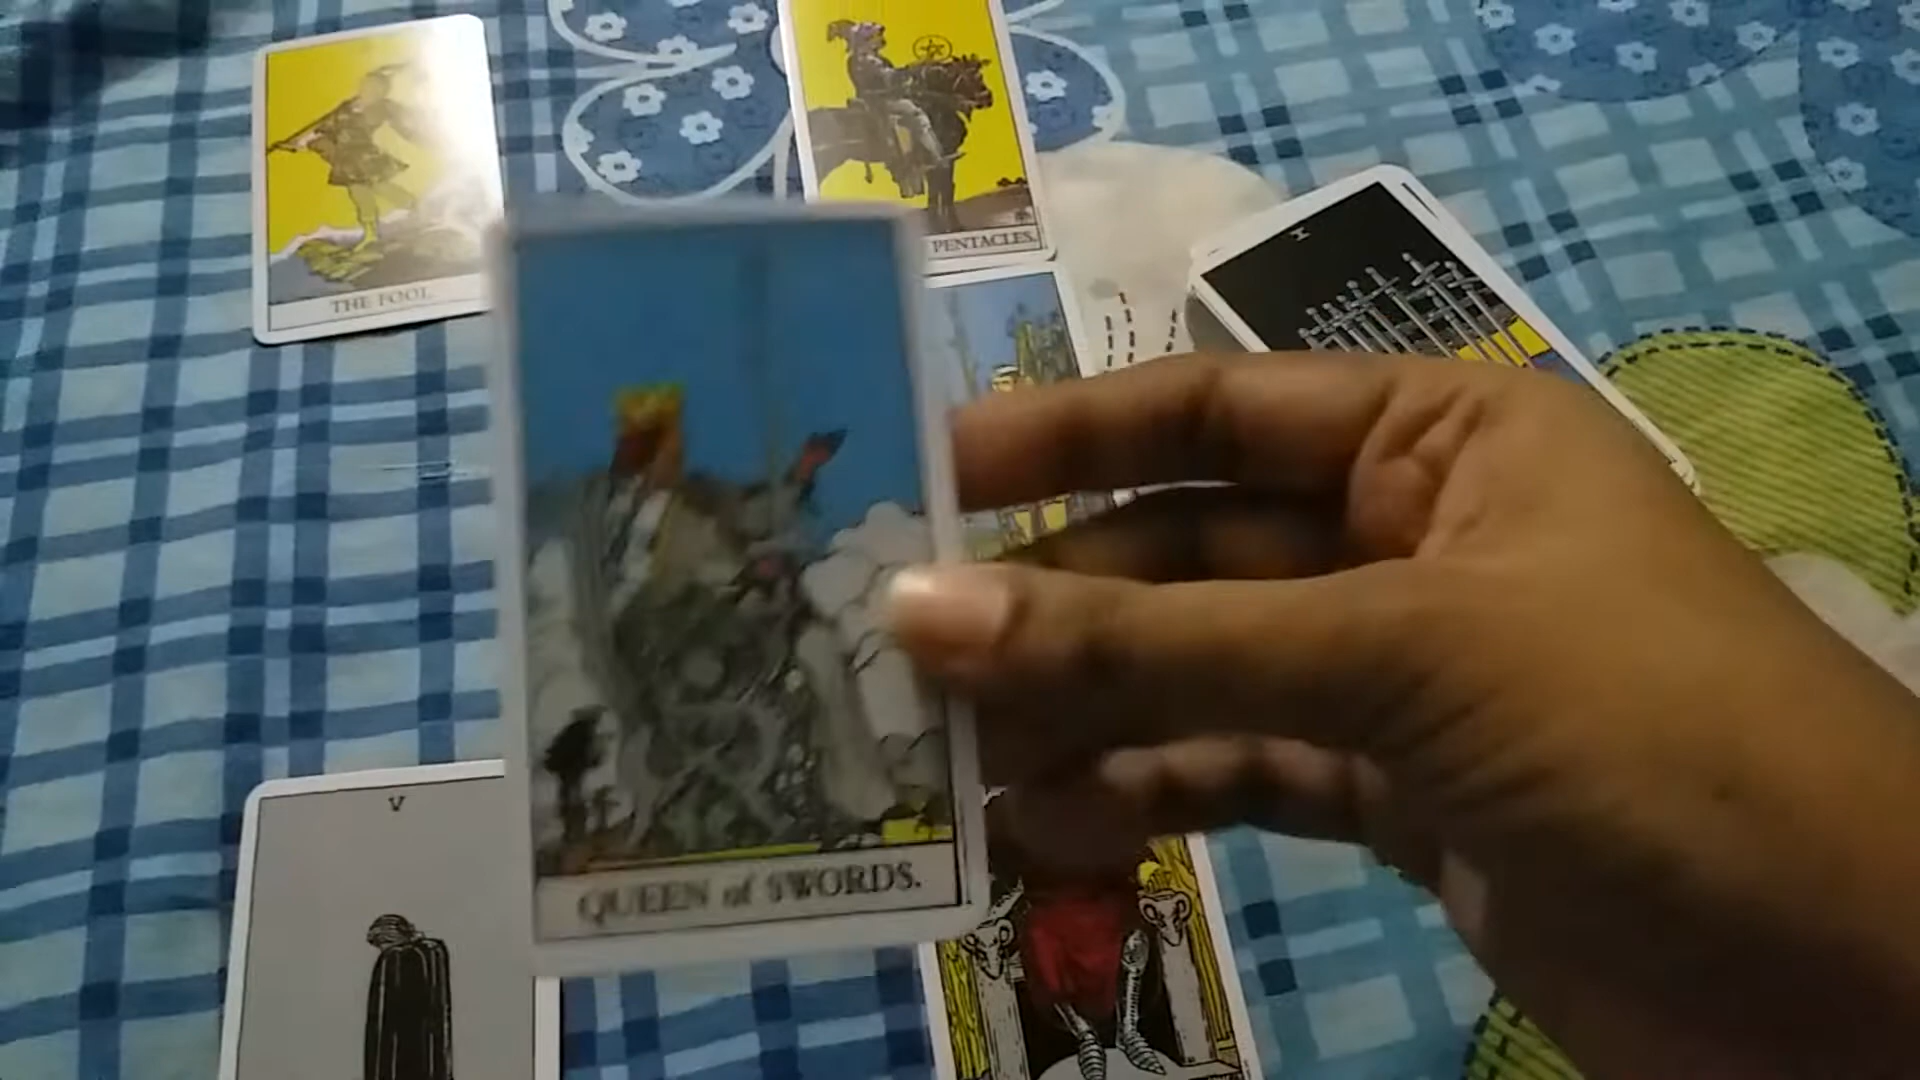 THE FOOL.
PENTACLES.
V
QUEEN of SWORDS.